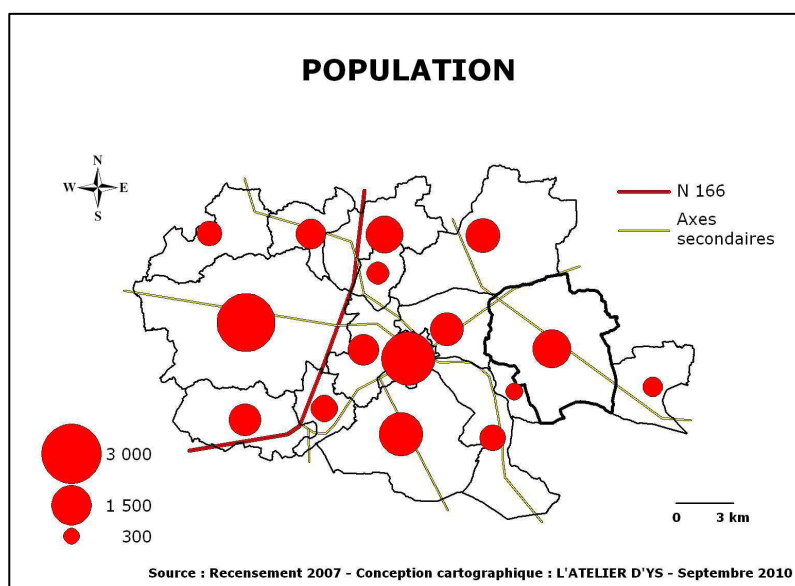 POPULATION
N
W E
S
N 166
Axes
secondaires
3 000
1 500
300
0 3 km
Source : Recensement 2007 - Conception cartographique : L'ATELIER D'YS - Septembre 2010